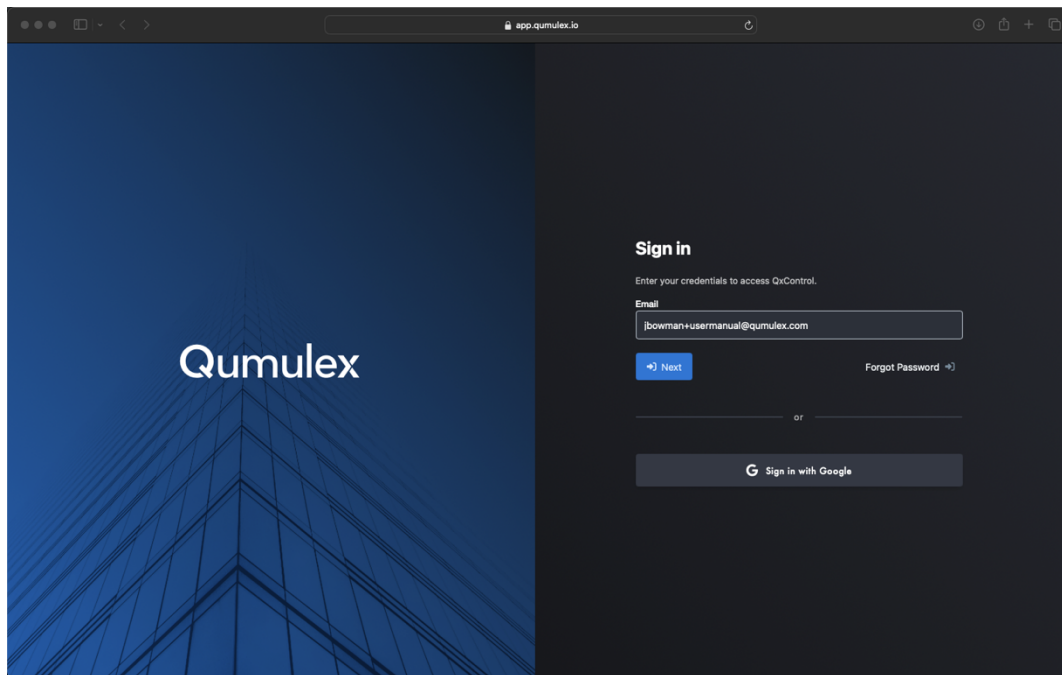 app.qumulex.io
Qumulex
Sign in
Enter your credentials to access QxControl.
Email
jbowman+usermanual@qumulex.com
Next
Forgot Password
or
G Sign in with Google